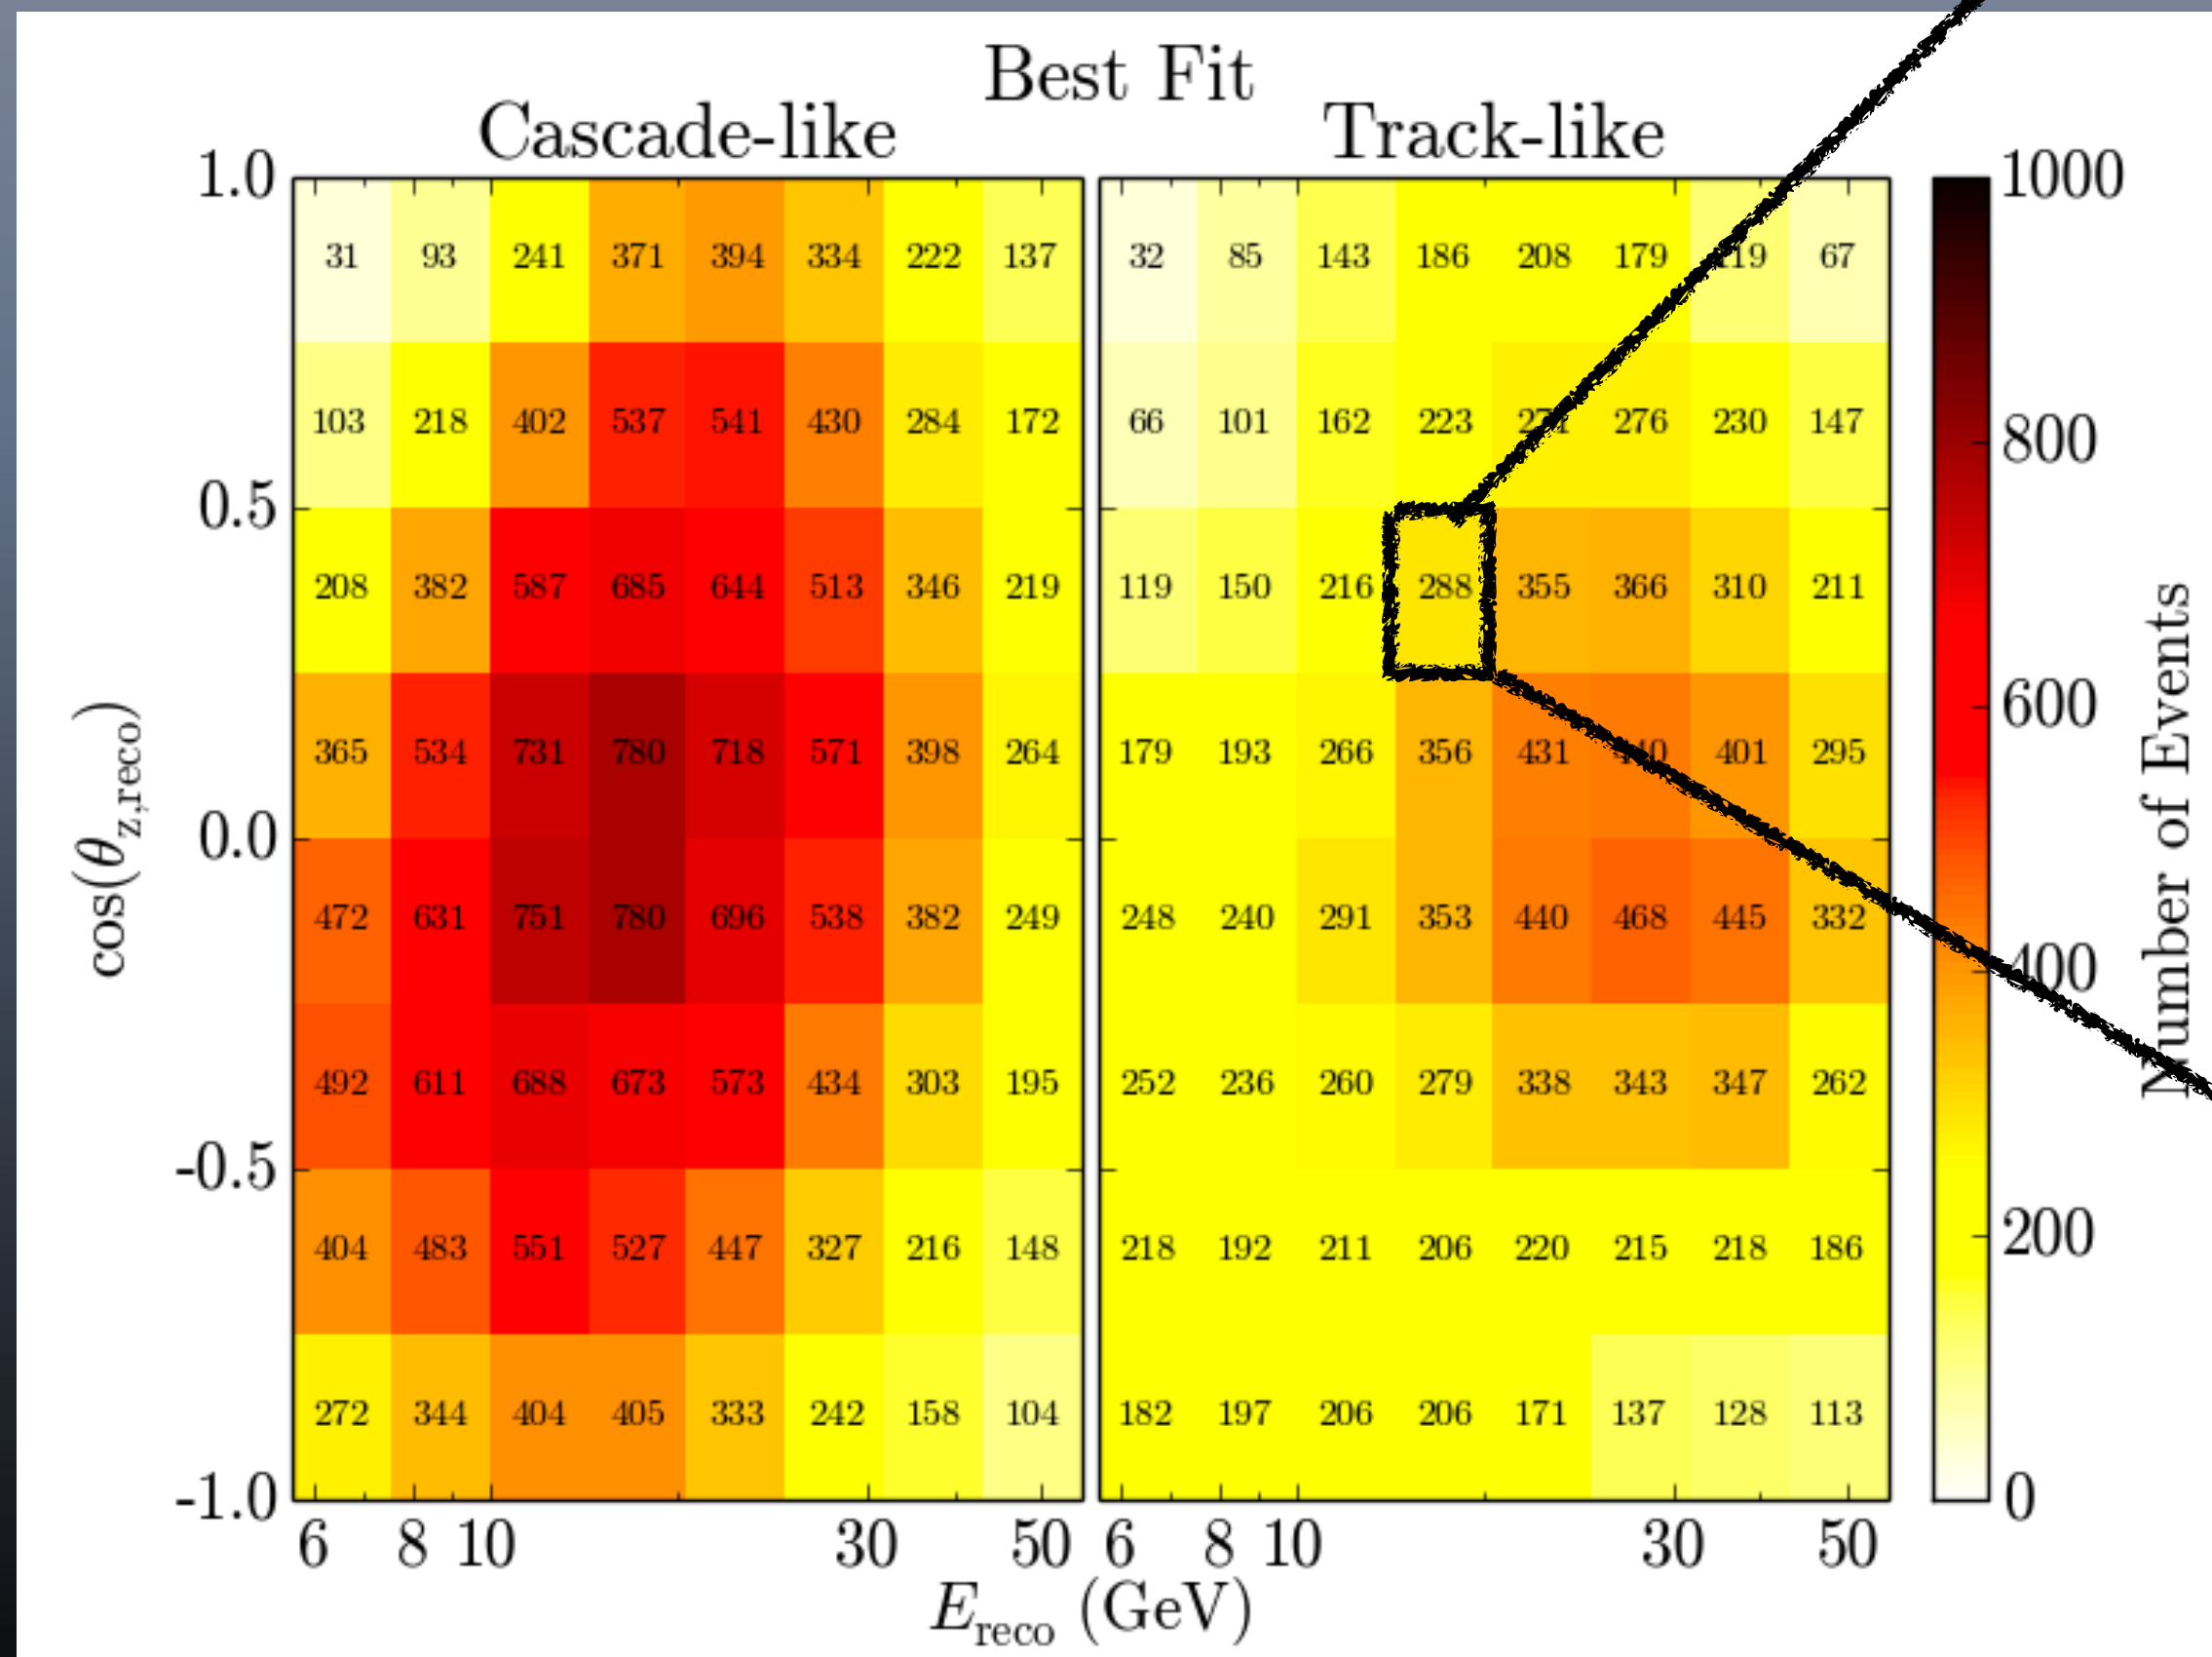 Best Fit
Cascade-like Track-like
1.0 1000
31 93 241 371 394 334 222 137 32 85 143 186 208 179 119 67
103 218 402 537 541 430 284 172 66 101 162 223 276 230 147
800
0.5
208 382 587 685 644 513 346 219 119 150 216 288 355 366 310 211
600
365 534 731 780 718 571 398 264 179 193 266 356 431 440 401 295
0.0
472 631 751 780 696 538 382 249 248 240 291 353 440 468 445 332
400
492 611 688 673 573 434 303 195 252 236 260 279 338 343 347 262
-0.5
404 483 551 527 447 327 216 148 218 192 211 206 220 215 218 186
200
272 344 404 405 333 242 158 104 182 197 206 206 171 137 128 113
-1.0 0
6 8 10 30 50 6 8 10 30 50
E_reco (GeV)
cos(θ_z,reco)
Number of Events